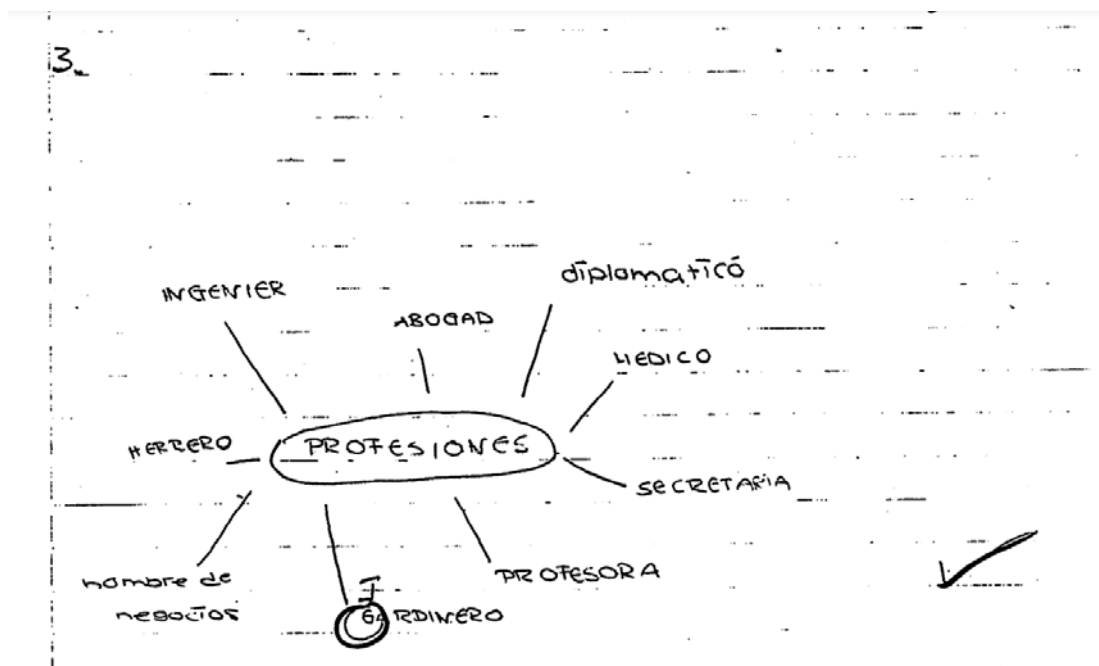 3.
INGENIER
ABOGAD
diplomaticó
MEDICO
HERRERO
PROFESIONES
SECRETARIA
hombre de
negocios
PROFESORA
J
GARDINERO